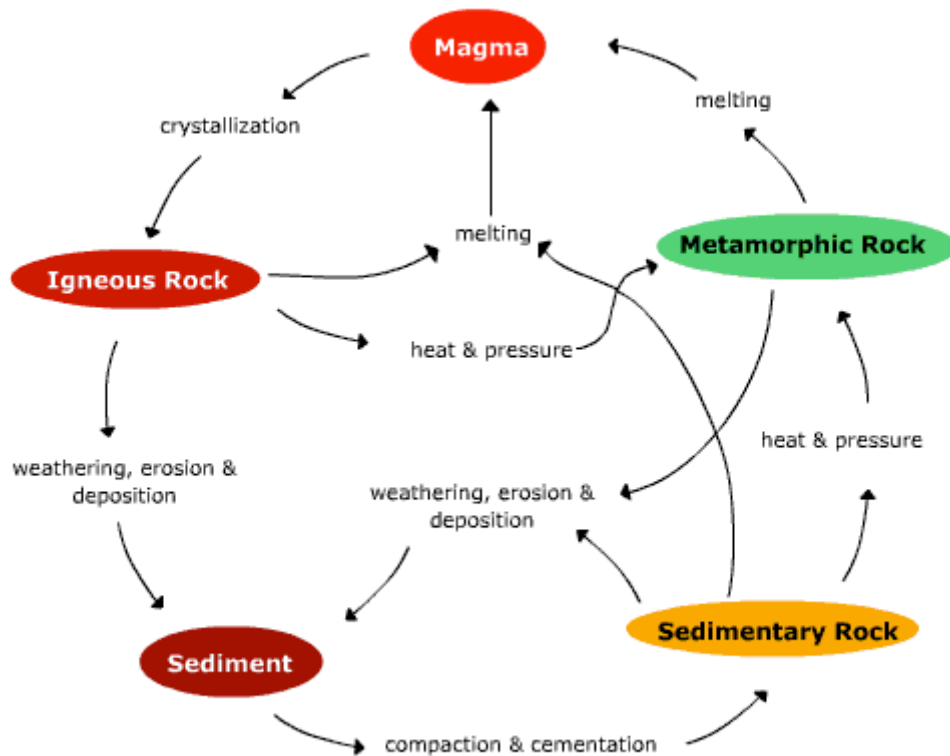 Magma
melting
crystallization
melting
Metamorphic Rock
Igneous Rock
heat & pressure
heat & pressure
weathering, erosion &
deposition
weathering, erosion &
deposition
Sedimentary Rock
Sediment
compaction & cementation